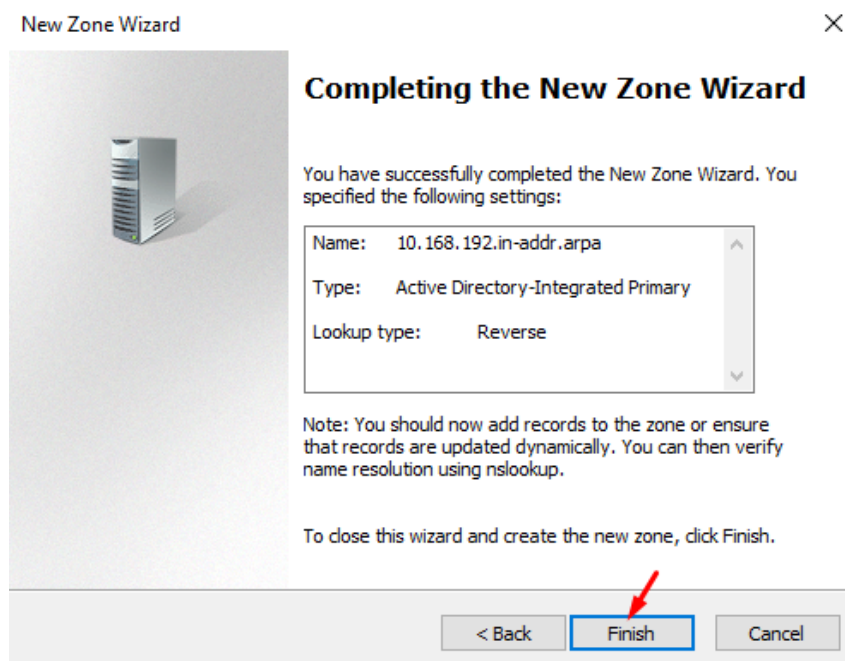 New Zone Wizard
Completing the New Zone Wizard
You have successfully completed the New Zone Wizard. You
specified the following settings:
Name: 10.168.192.in-addr.arpa
Type: Active Directory-Integrated Primary
Lookup type: Reverse
Note: You should now add records to the zone or ensure
that records are updated dynamically. You can then verify
name resolution using nslookup.
To close this wizard and create the new zone, click Finish.
< Back Finish Cancel